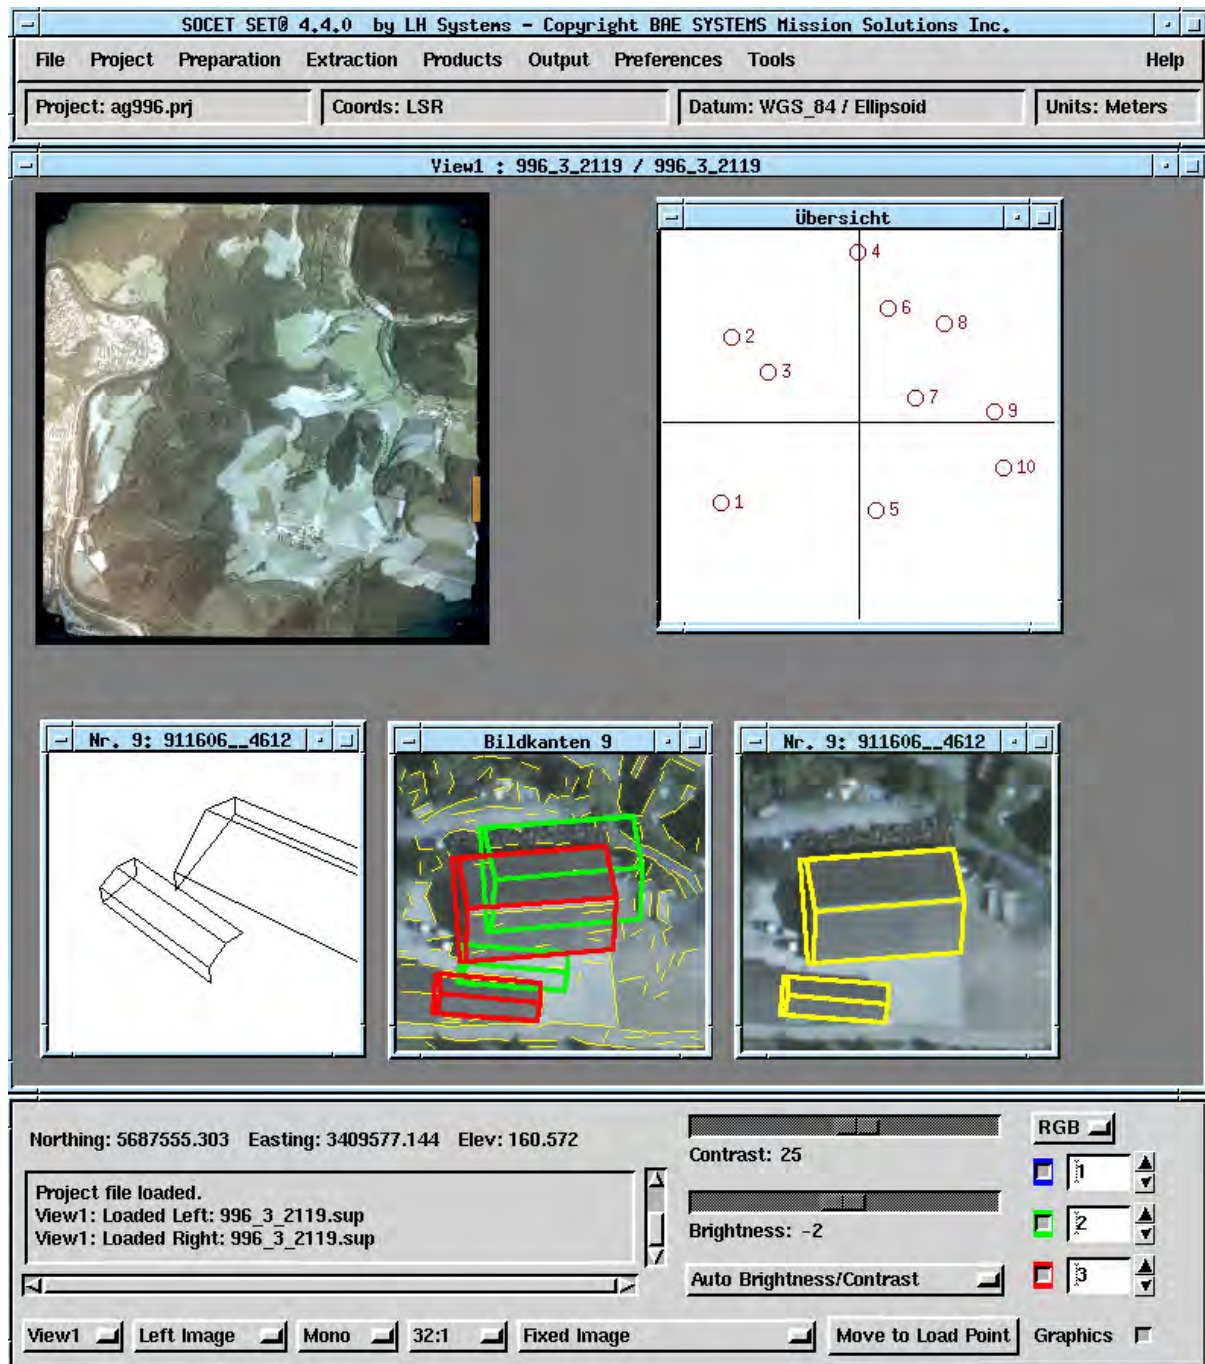 SOCET SET® 4.4.0 by LH Systems - Copyright BAE SYSTEMS Mission Solutions Inc.
File Project Preparation Extraction Products Output Preferences Tools Help
Project: ag996.prj Coords: LSR Datum: WGS_84 / Ellipsoid Units: Meters
View1 : 996_3_2119 / 996_3_2119
Übersicht
4
6
8
2
3
7
9
10
1
5
Nr. 9: 911606__4612
Bildkanten 9
Nr. 9: 911606__4612
Northing: 5687555.303 Easting: 3409577.144 Elev: 160.572
Project file loaded.
View1: Loaded Left: 996_3_2119.sup
View1: Loaded Right: 996_3_2119.sup
Contrast: 25
Brightness: -2
Auto Brightness/Contrast
RGB
1
2
3
View1 Left Image Mono 32:1 Fixed Image Move to Load Point Graphics